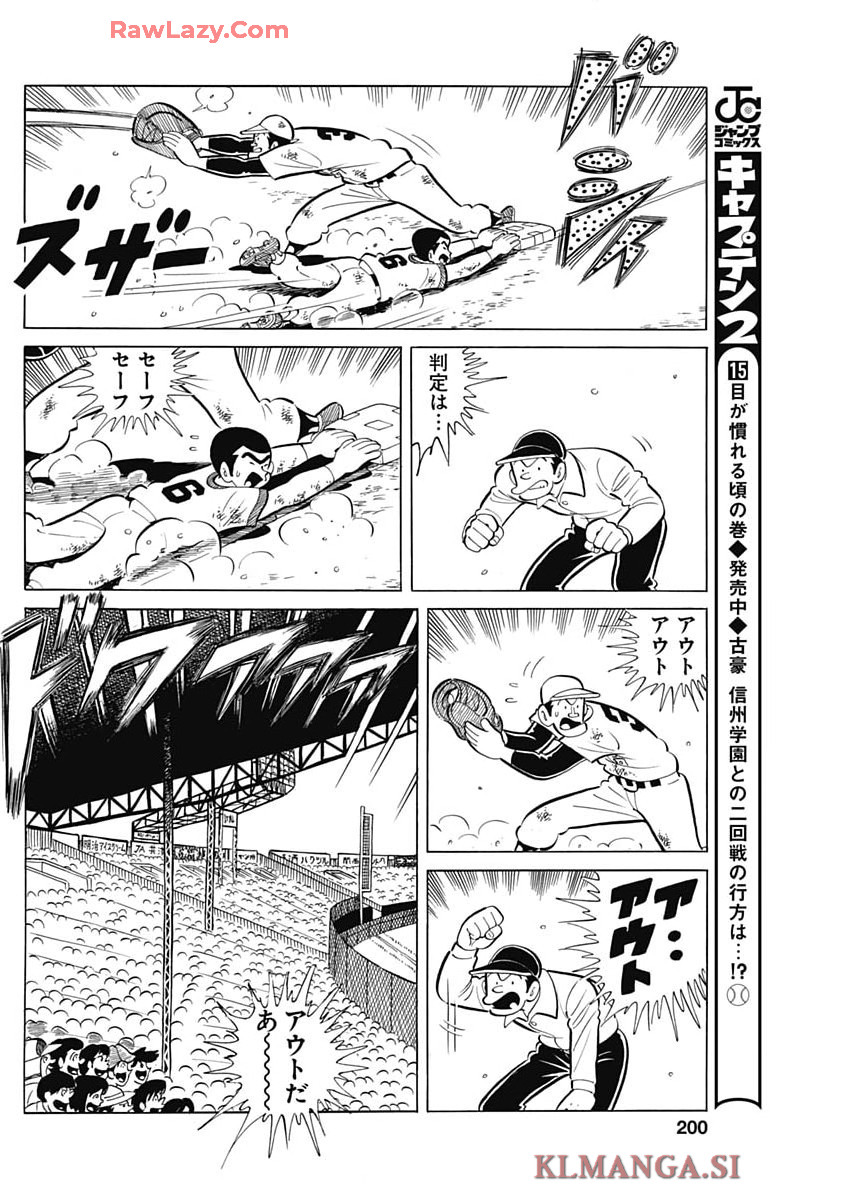 RawLazy.com
ズザー
判定は…
セーフ
セーフ
アウト
アウト
ア…
アウト
ドワァァァ
アウトだ
あ～～
JC
ジャンプ
コミックス
キャプテン2
15 目が慣れる頃の巻◆発売中◆古豪 信州学園との二回戦の行方は…!?
200
KLMANGA.SI